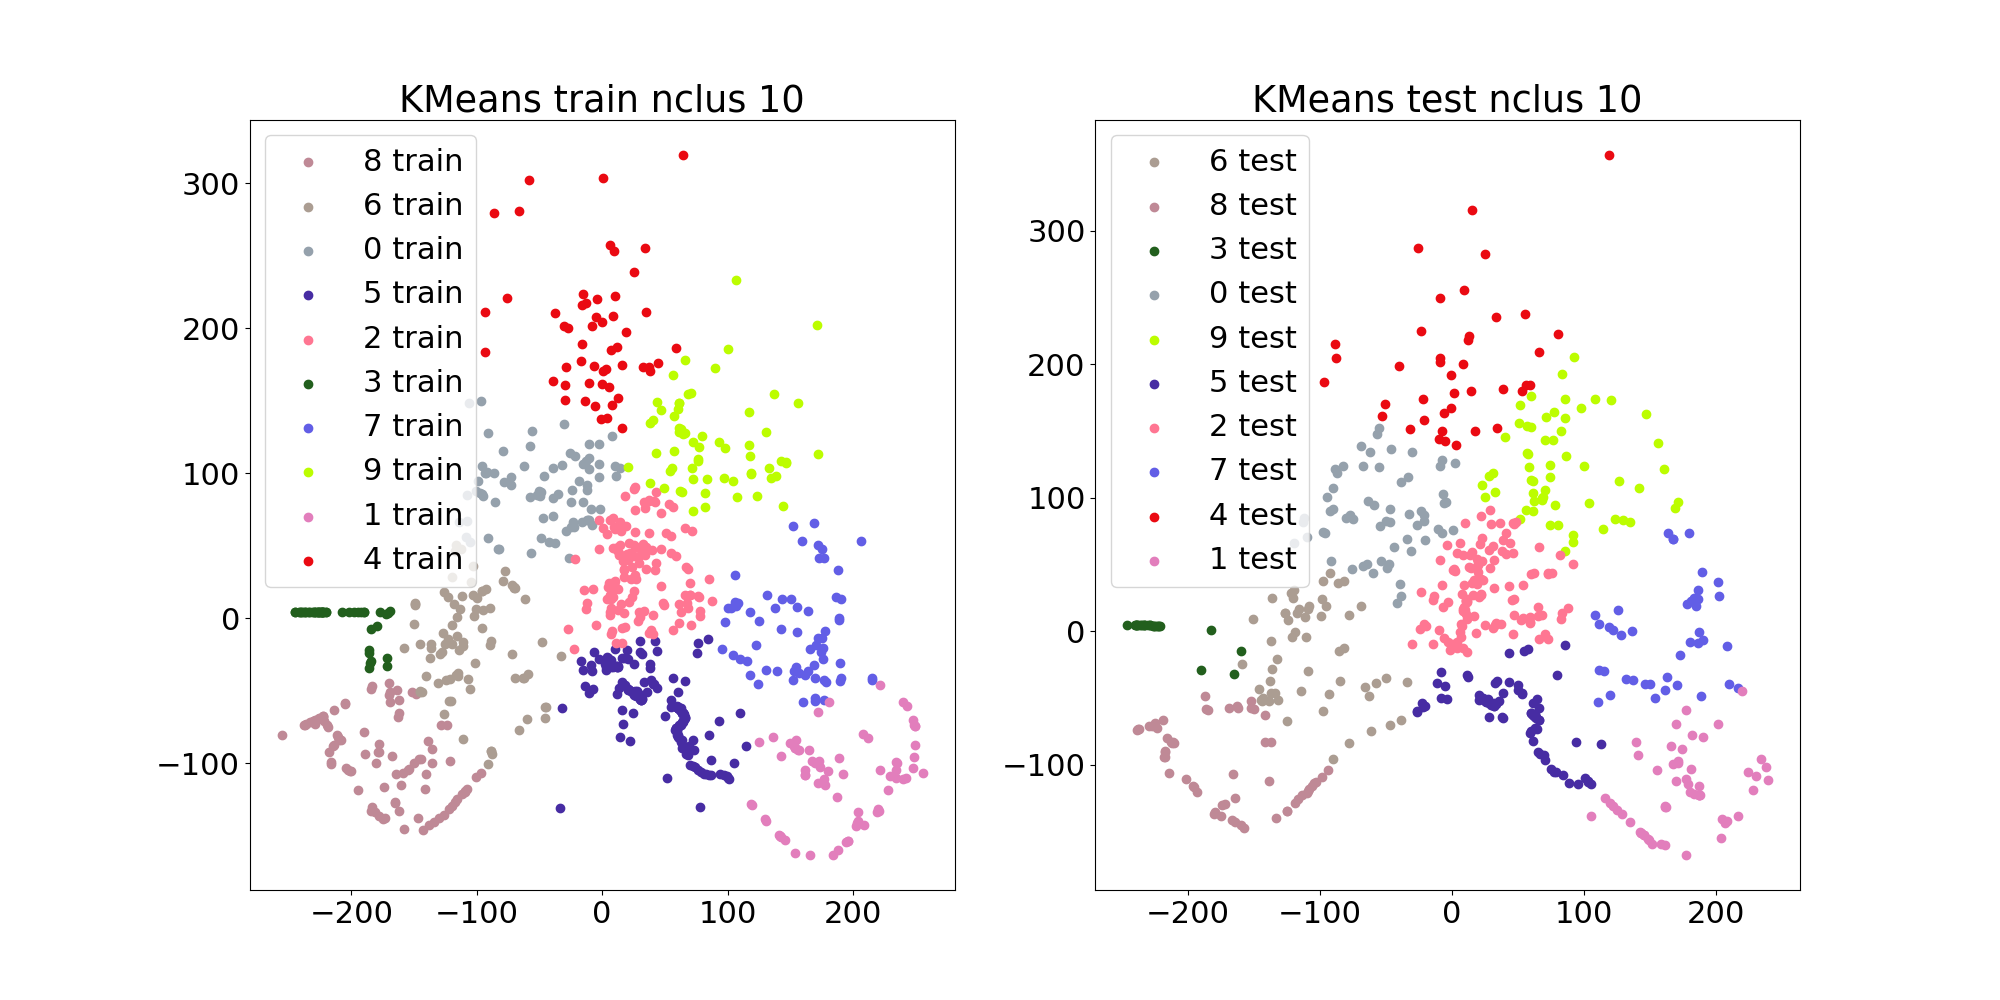 KMeans train nclus 10
8 train
6 train
0 train
5 train
2 train
3 train
7 train
9 train
1 train
4 train
300
200
100
0
−100
−200
−100
0
100
200
KMeans test nclus 10
6 test
8 test
3 test
0 test
9 test
5 test
2 test
7 test
4 test
1 test
300
200
100
0
−100
−200
−100
0
100
200